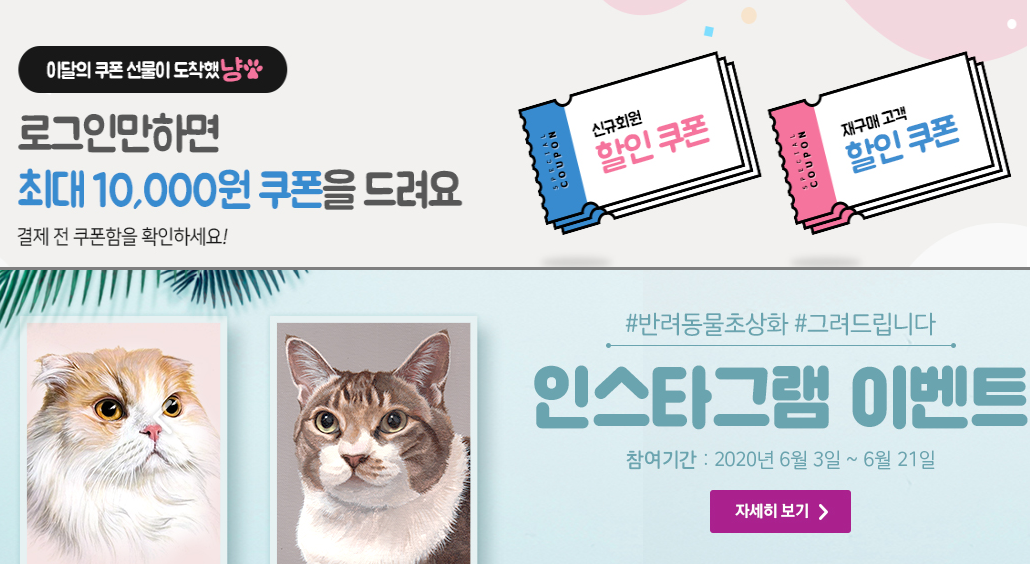 이달의 쿠폰 선물이 도착했냥
로그인만하면
최대 10,000원 쿠폰을 드려요
결제 전 쿠폰함을 확인하세요!
SPECIAL
COUPON
신규회원
할인 쿠폰
SPECIAL
COUPON
재구매 고객
할인 쿠폰
#반려동물초상화 #그려드립니다
인스타그램 이벤트
참여기간 : 2020년 6월 3일 ~ 6월 21일
자세히 보기